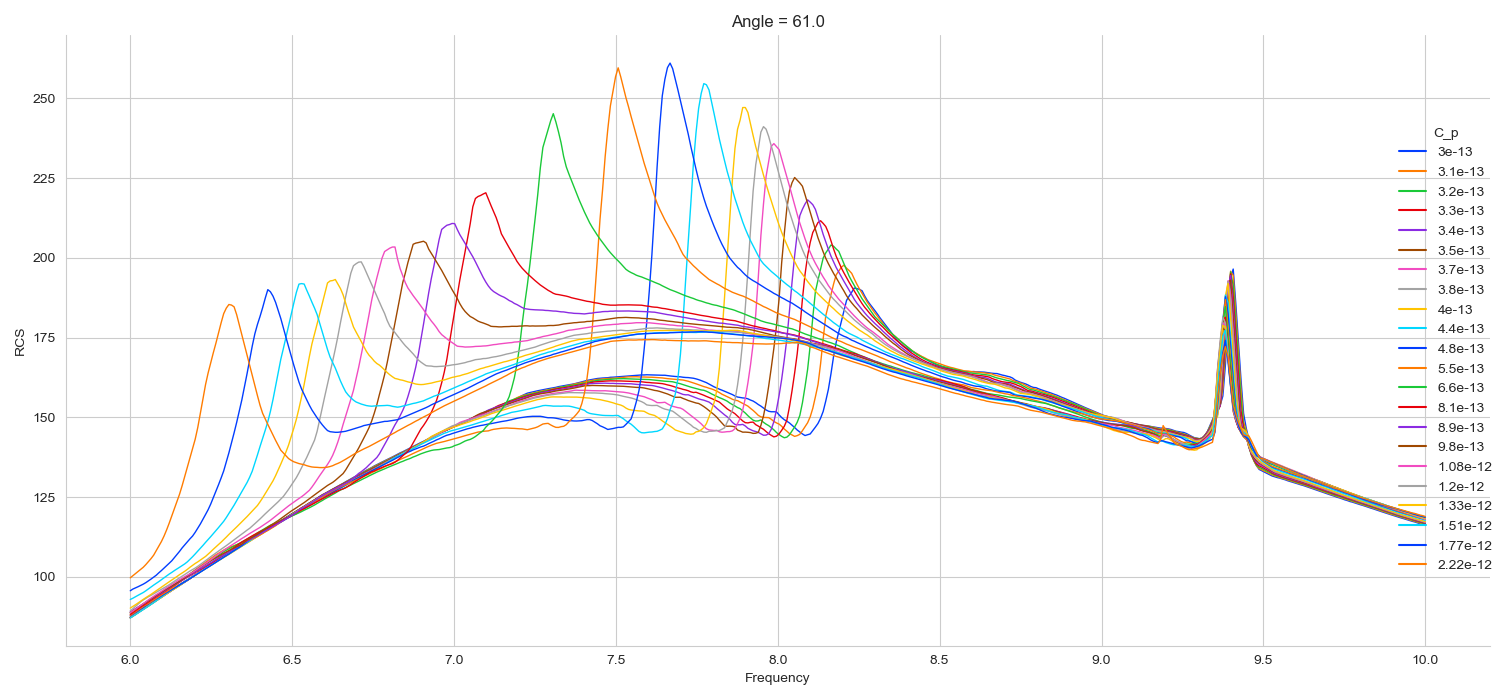 Angle = 61.0
RCS
250
225
200
175
150
125
100
6.0 6.5 7.0 7.5 8.0 8.5 9.0 9.5 10.0
Frequency
C_p
3e-13
3.1e-13
3.2e-13
3.3e-13
3.4e-13
3.5e-13
3.7e-13
3.8e-13
4e-13
4.4e-13
4.8e-13
5.5e-13
6.6e-13
8.1e-13
8.9e-13
9.8e-13
1.08e-12
1.2e-12
1.33e-12
1.51e-12
1.77e-12
2.22e-12